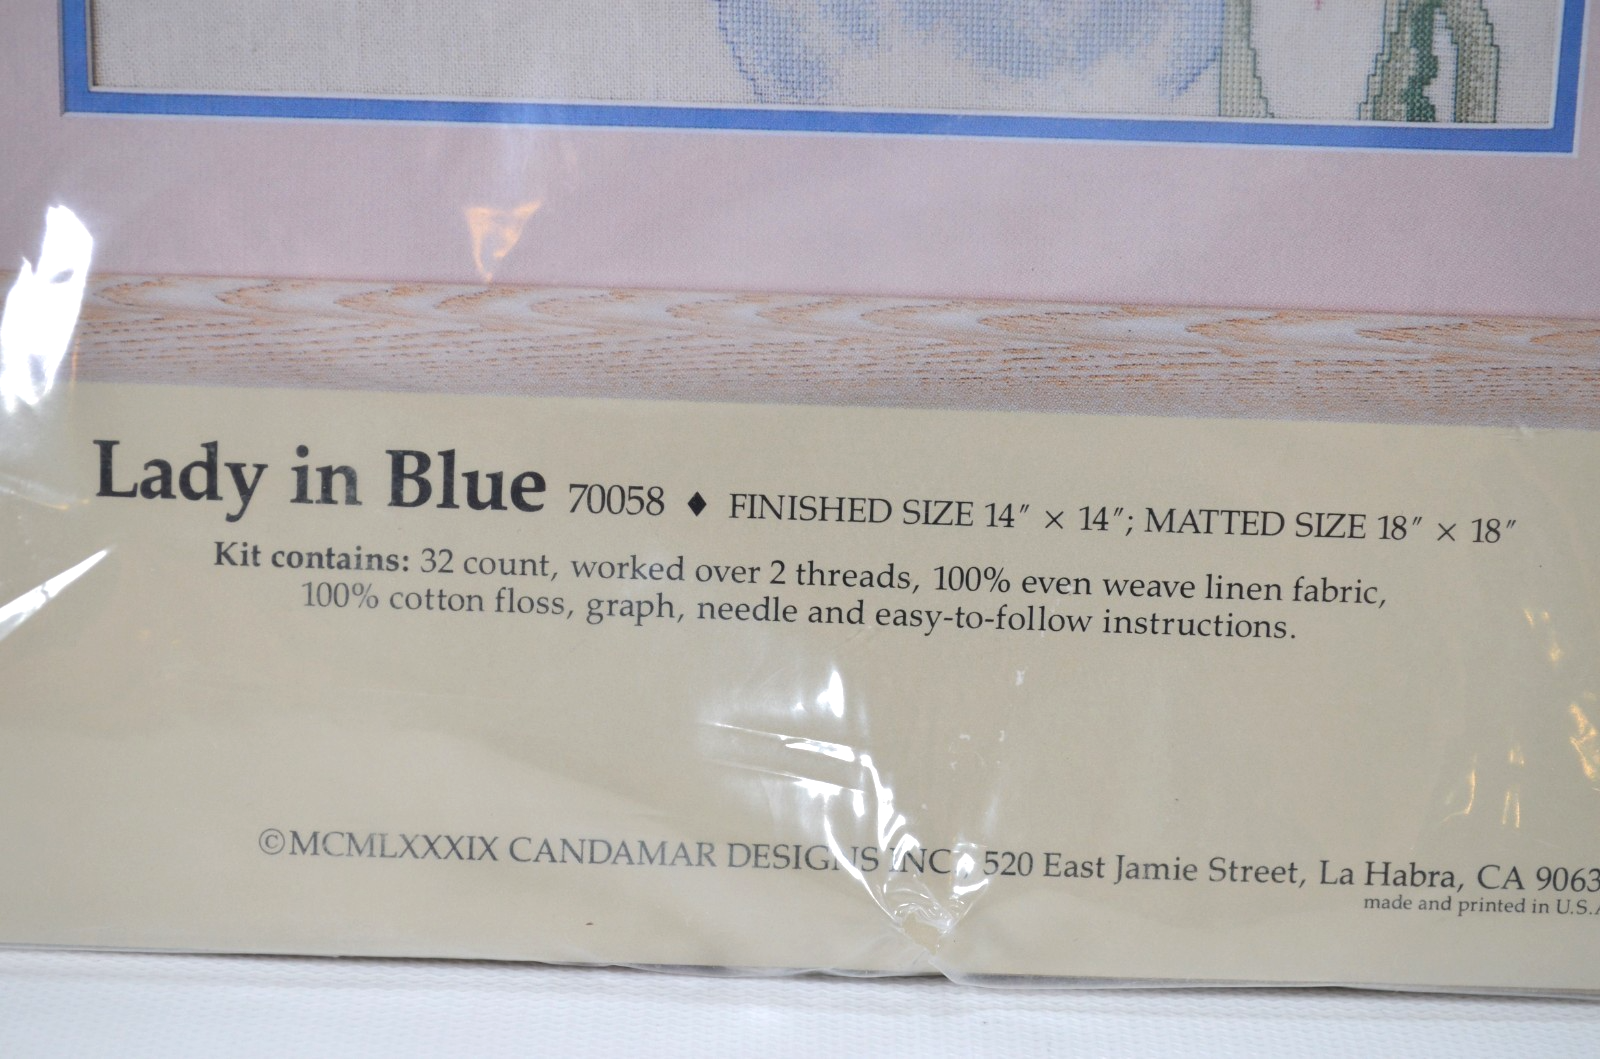 Lady in Blue 70058 ♦ FINISHED SIZE 14″ × 14″; MATTED SIZE 18″ × 18″
Kit contains: 32 count, worked over 2 threads, 100% even weave linen fabric,
100% cotton floss, graph, needle and easy-to-follow instructions.
©MCMLXXXIX CANDAMAR DESIGNS INC., 520 East Jamie Street, La Habra, CA 9063
made and printed in U.S.A